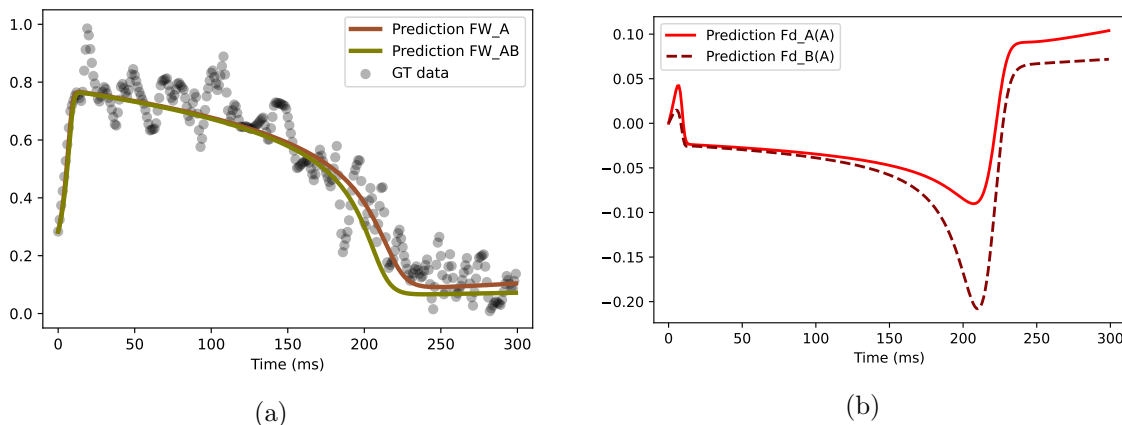 1.0
0.8
0.6
0.4
0.2
0.0
Prediction FW_A
Prediction FW_AB
GT data
0 50 100 150 200 250 300
Time (ms)
(a)
0.10
0.05
0.00
−0.05
−0.10
−0.15
−0.20
Prediction Fd_A(A)
Prediction Fd_B(A)
0 50 100 150 200 250 300
Time (ms)
(b)